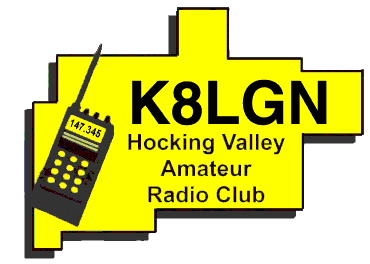 K8LGN
147.345
Hocking Valley
Amateur
Radio Club